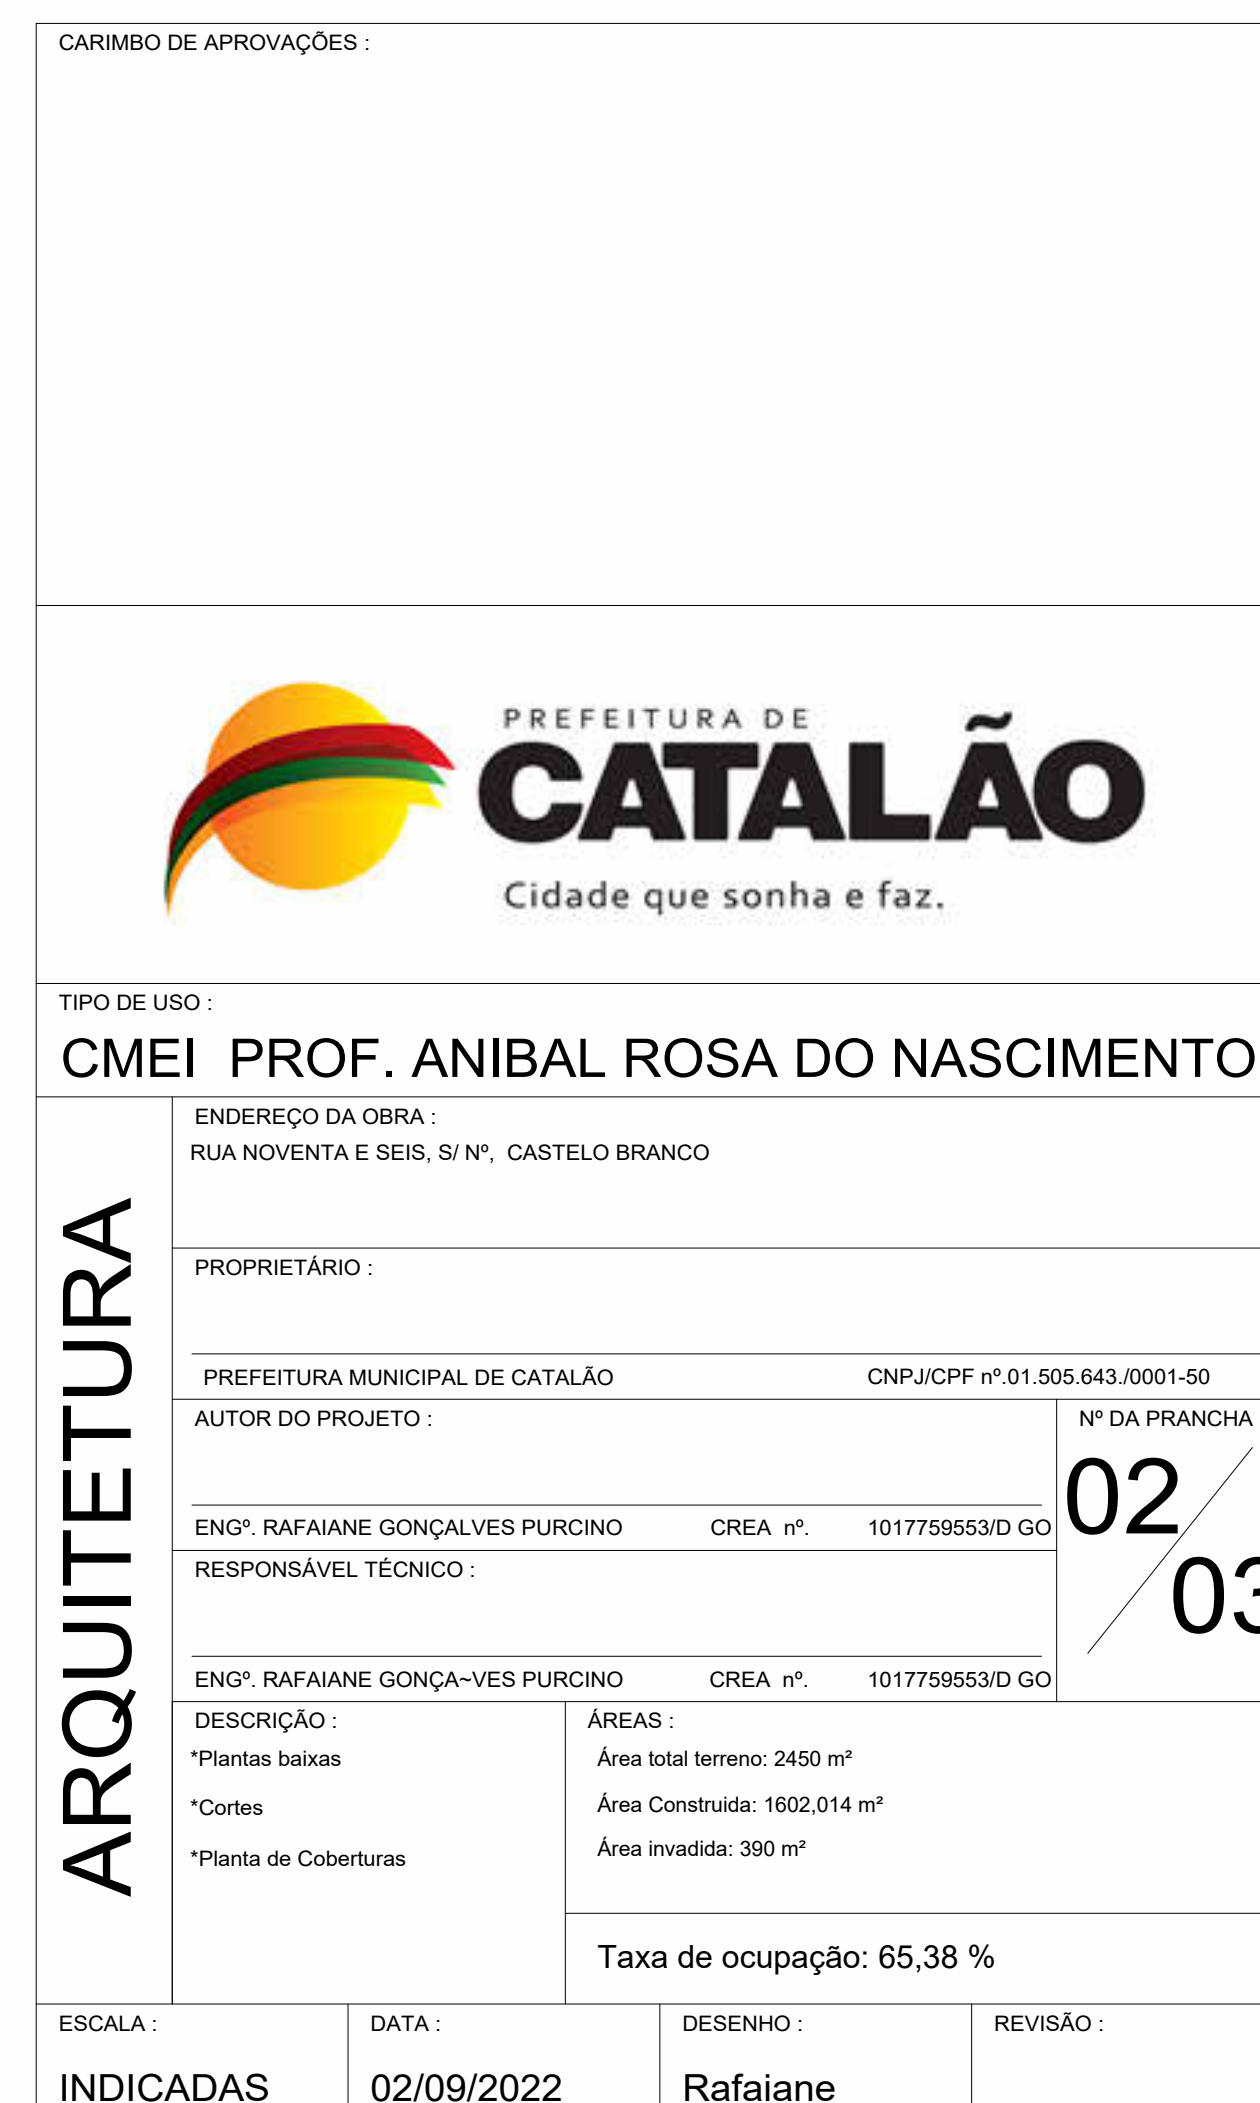 CARIMBO DE APROVAÇÕES :
PREFEITURA DE
CATALÃO
Cidade que sonha e faz.
TIPO DE USO :
CMEI PROF. ANIBAL ROSA DO NASCIMENTO
ARQUITETURA
ENDEREÇO DA OBRA :
RUA NOVENTA E SEIS, S/ Nº, CASTELO BRANCO
PROPRIETÁRIO :
PREFEITURA MUNICIPAL DE CATALÃO CNPJ/CPF nº.01.505.643./0001-50
AUTOR DO PROJETO :
ENGº. RAFAIANE GONÇALVES PURCINO CREA nº. 1017759553/D GO
Nº DA PRANCHA
02
03
RESPONSÁVEL TÉCNICO :
ENGº. RAFAIANE GONÇA~VES PURCINO CREA nº. 1017759553/D GO
DESCRIÇÃO :
*Plantas baixas
*Cortes
*Planta de Coberturas
ÁREAS :
Área total terreno: 2450 m²
Área Construida: 1602,014 m²
Área invadida: 390 m²
Taxa de ocupação: 65,38 %
ESCALA :
INDICADAS
DATA :
02/09/2022
DESENHO :
Rafaiane
REVISÃO :